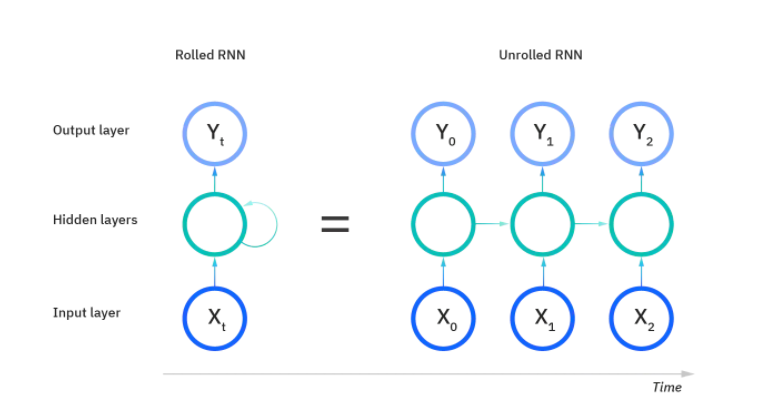 Rolled RNN
Unrolled RNN
Output layer
Yt
Y0
Y1
Y2
Hidden layers
=
Input layer
Xt
X0
X1
X2
Time